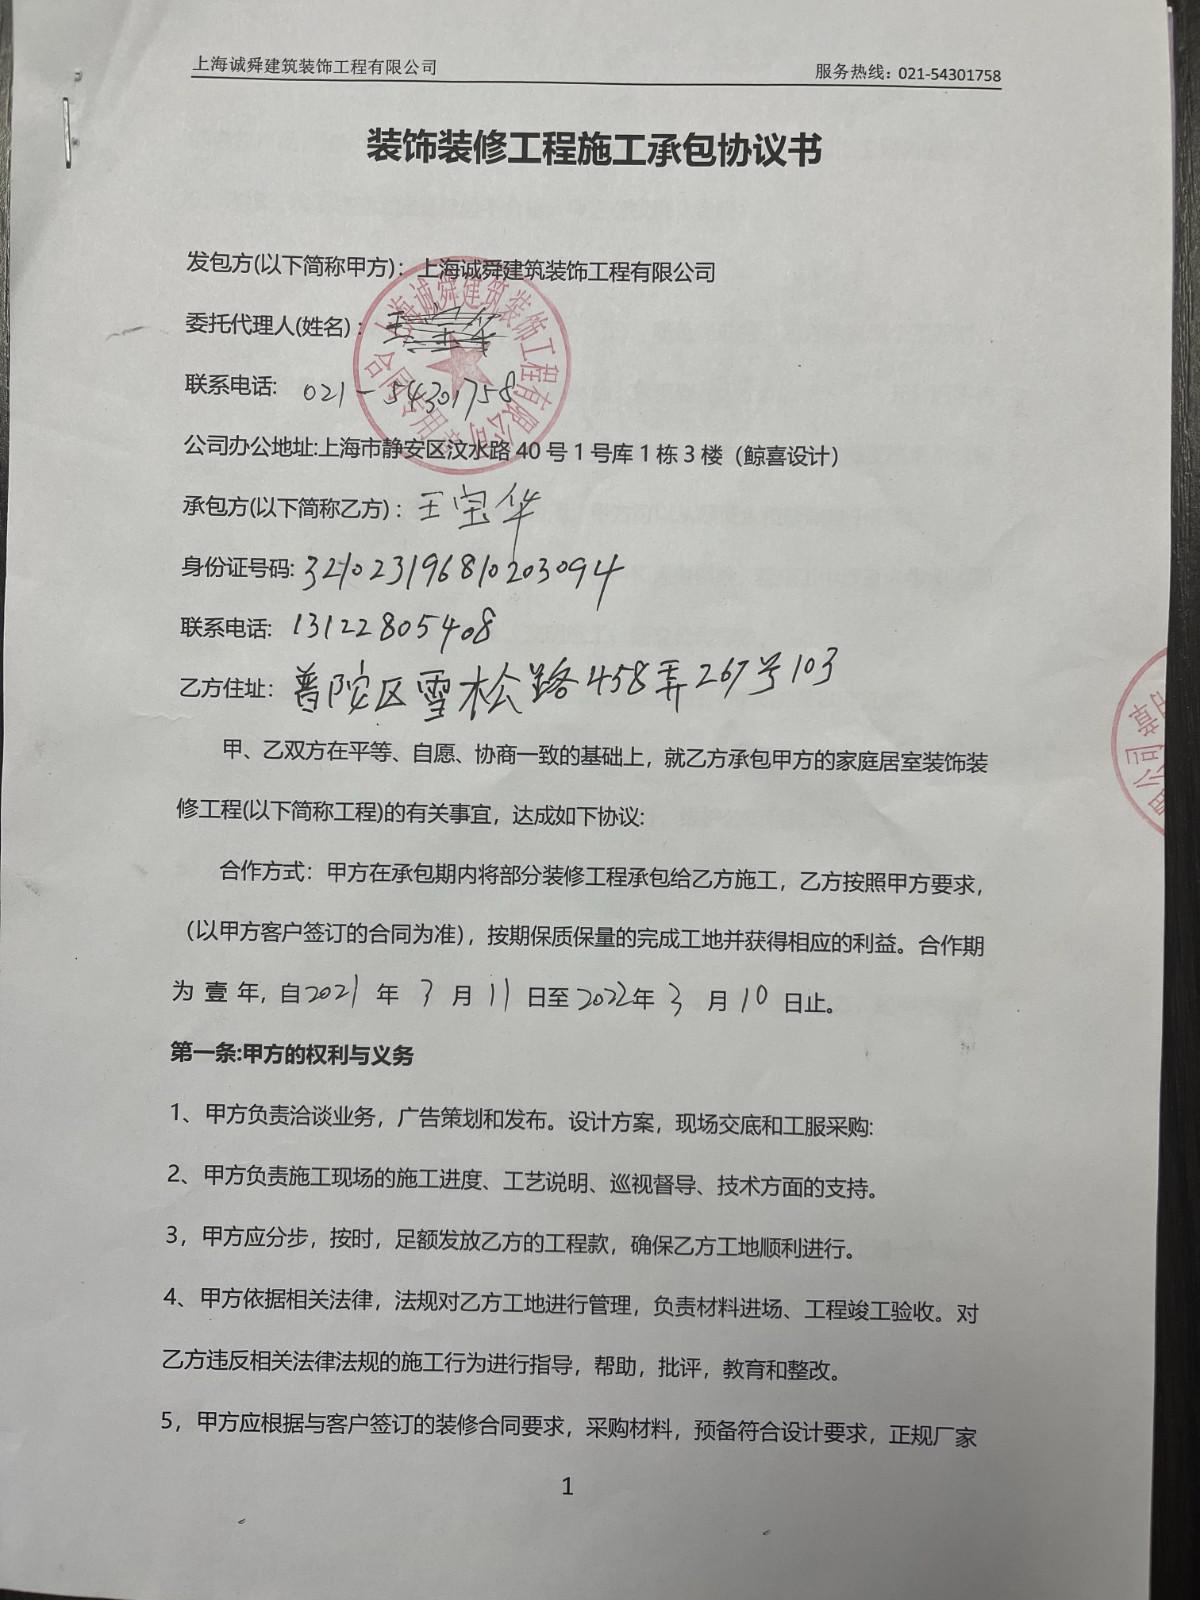 上海诚舜建筑装饰工程有限公司 服务热线：021-54301758
装饰装修工程施工承包协议书
发包方(以下简称甲方)：上海诚舜建筑装饰工程有限公司
委托代理人(姓名)：王宝华
联系电话: 021-54301758
上海诚舜建筑装饰工程有限公司
合同专用章
公司办公地址:上海市静安区汶水路40号1号库1栋3楼（鲸喜设计）
承包方(以下简称乙方)：王宝华
身份证号码: 321023196810203094
联系电话: 13122805408
乙方住址：普陀区雪松路458弄267号103
甲、乙双方在平等、自愿、协商一致的基础上，就乙方承包甲方的家庭居室装饰装
修工程(以下简称工程)的有关事宜，达成如下协议:
合作方式：甲方在承包期内将部分装修工程承包给乙方施工，乙方按照甲方要求，
（以甲方客户签订的合同为准），按期保质保量的完成工地并获得相应的利益。合作期
为 壹 年, 自2021 年 3 月 11 日至2022年 3 月 10 日止。
第一条:甲方的权利与义务
1、甲方负责洽谈业务，广告策划和发布。设计方案，现场交底和工服采购:
2、甲方负责施工现场的施工进度、工艺说明、巡视督导、技术方面的支持。
3，甲方应分步，按时，足额发放乙方的工程款，确保乙方工地顺利进行。
4、甲方依据相关法律，法规对乙方工地进行管理，负责材料进场、工程竣工验收。对
乙方违反相关法律法规的施工行为进行指导，帮助，批评，教育和整改。
5，甲方应根据与客户签订的装修合同要求，采购材料，预备符合设计要求，正规厂家
1